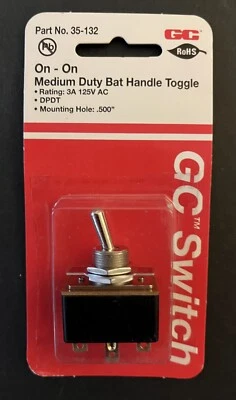 Part No. 35-132
GC
Pb
RoHS
On - On
Medium Duty Bat Handle Toggle
• Rating: 3A 125V AC
• DPDT
• Mounting Hole: .500"
GC™ Switch